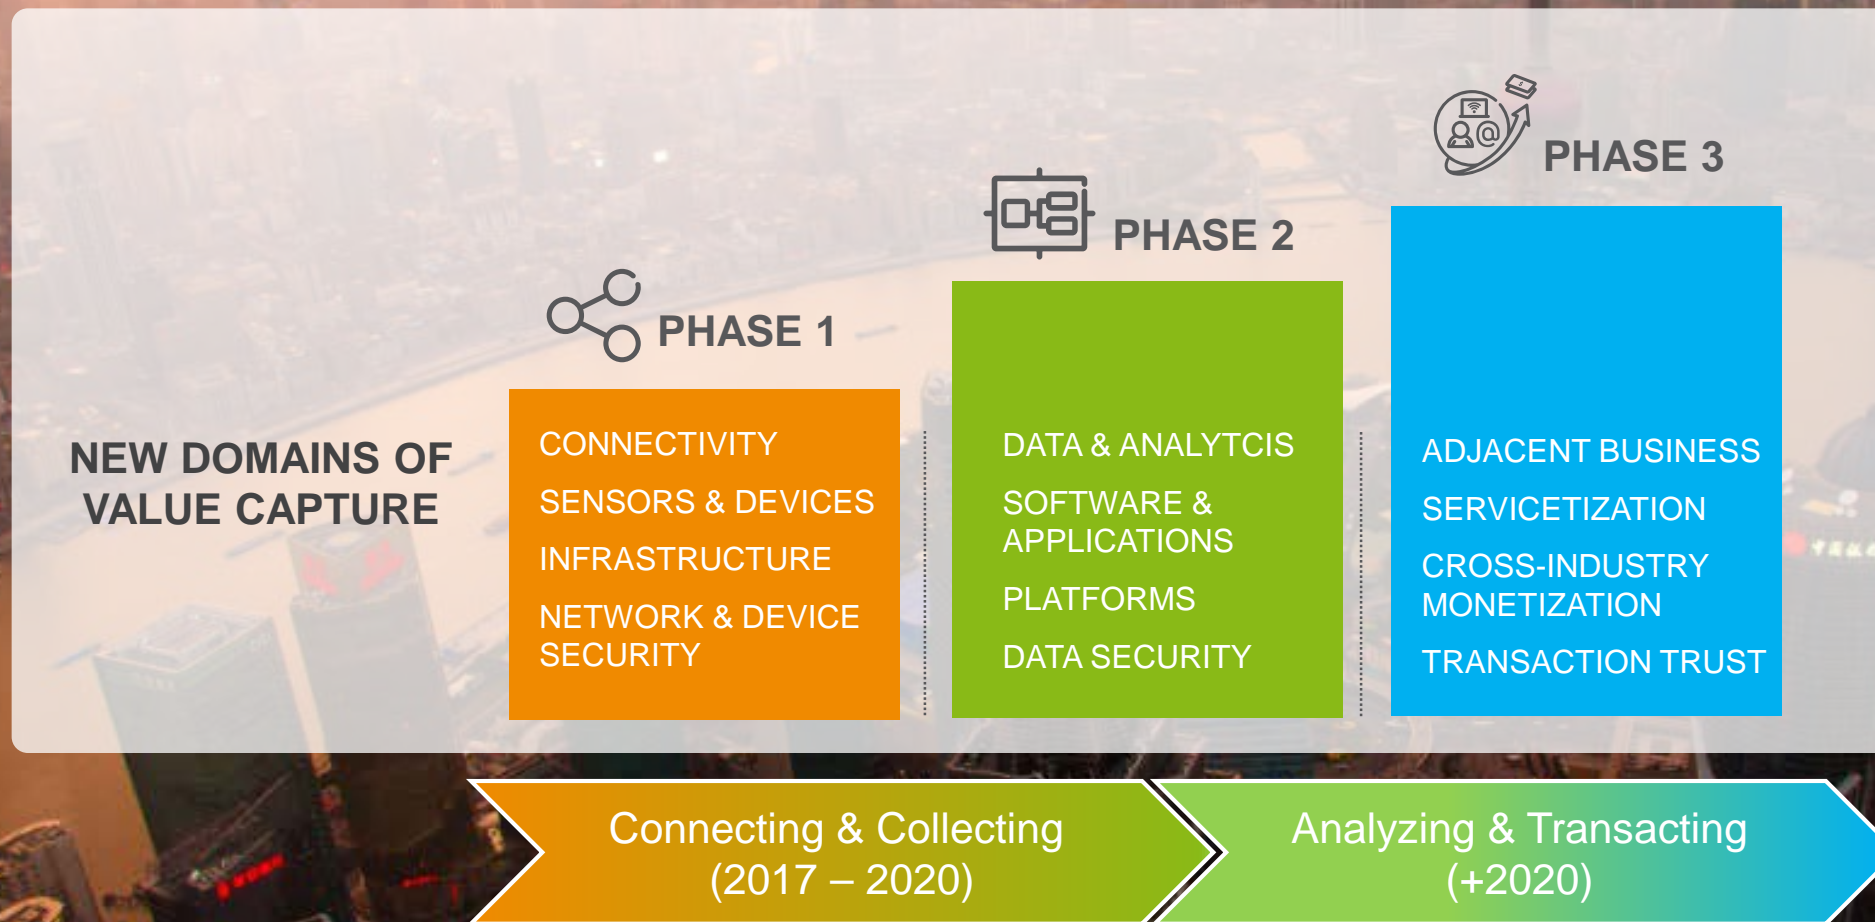 PHASE 3
PHASE 2
PHASE 1
NEW DOMAINS OF
VALUE CAPTURE
CONNECTIVITY
SENSORS & DEVICES
INFRASTRUCTURE
NETWORK & DEVICE
SECURITY
DATA & ANALYTCIS
SOFTWARE &
APPLICATIONS
PLATFORMS
DATA SECURITY
ADJACENT BUSINESS
SERVICETIZATION
CROSS-INDUSTRY
MONETIZATION
TRANSACTION TRUST
Connecting & Collecting
(2017 – 2020)
Analyzing & Transacting
(+2020)